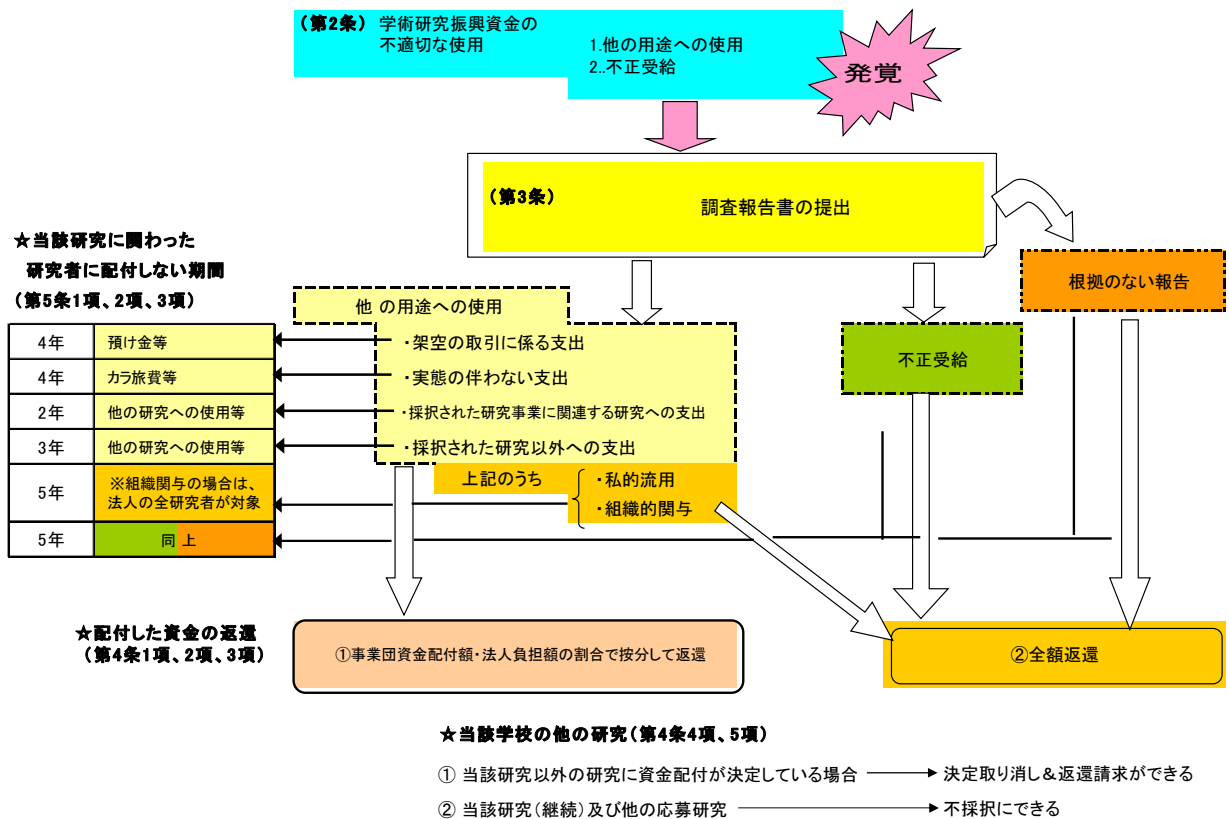 (第2条) 学術研究振興資金の
不適切な使用
1.他の用途への使用
2..不正受給
発覚
(第3条)
調査報告書の提出
☆当該研究に関わった
研究者に配付しない期間
(第5条1項、2項、3項)
根拠のない報告
他 の用途への使用
4年 預け金等
・架空の取引に係る支出
不正受給
4年 カラ旅費等
・実態の伴わない支出
2年 他の研究への使用等
・採択された研究事業に関連する研究への支出
3年 他の研究への使用等
・採択された研究以外への支出
5年 ※組織関与の場合は、
法人の全研究者が対象
上記のうち
・私的流用
・組織的関与
5年 同 上
☆配付した資金の返還
(第4条1項、2項、3項)
①事業団資金配付額・法人負担額の割合で按分して返還
②全額返還
☆当該学校の他の研究(第4条4項、5項)
① 当該研究以外の研究に資金配付が決定している場合 決定取り消し&返還請求ができる
② 当該研究(継続)及び他の応募研究 不採択にできる